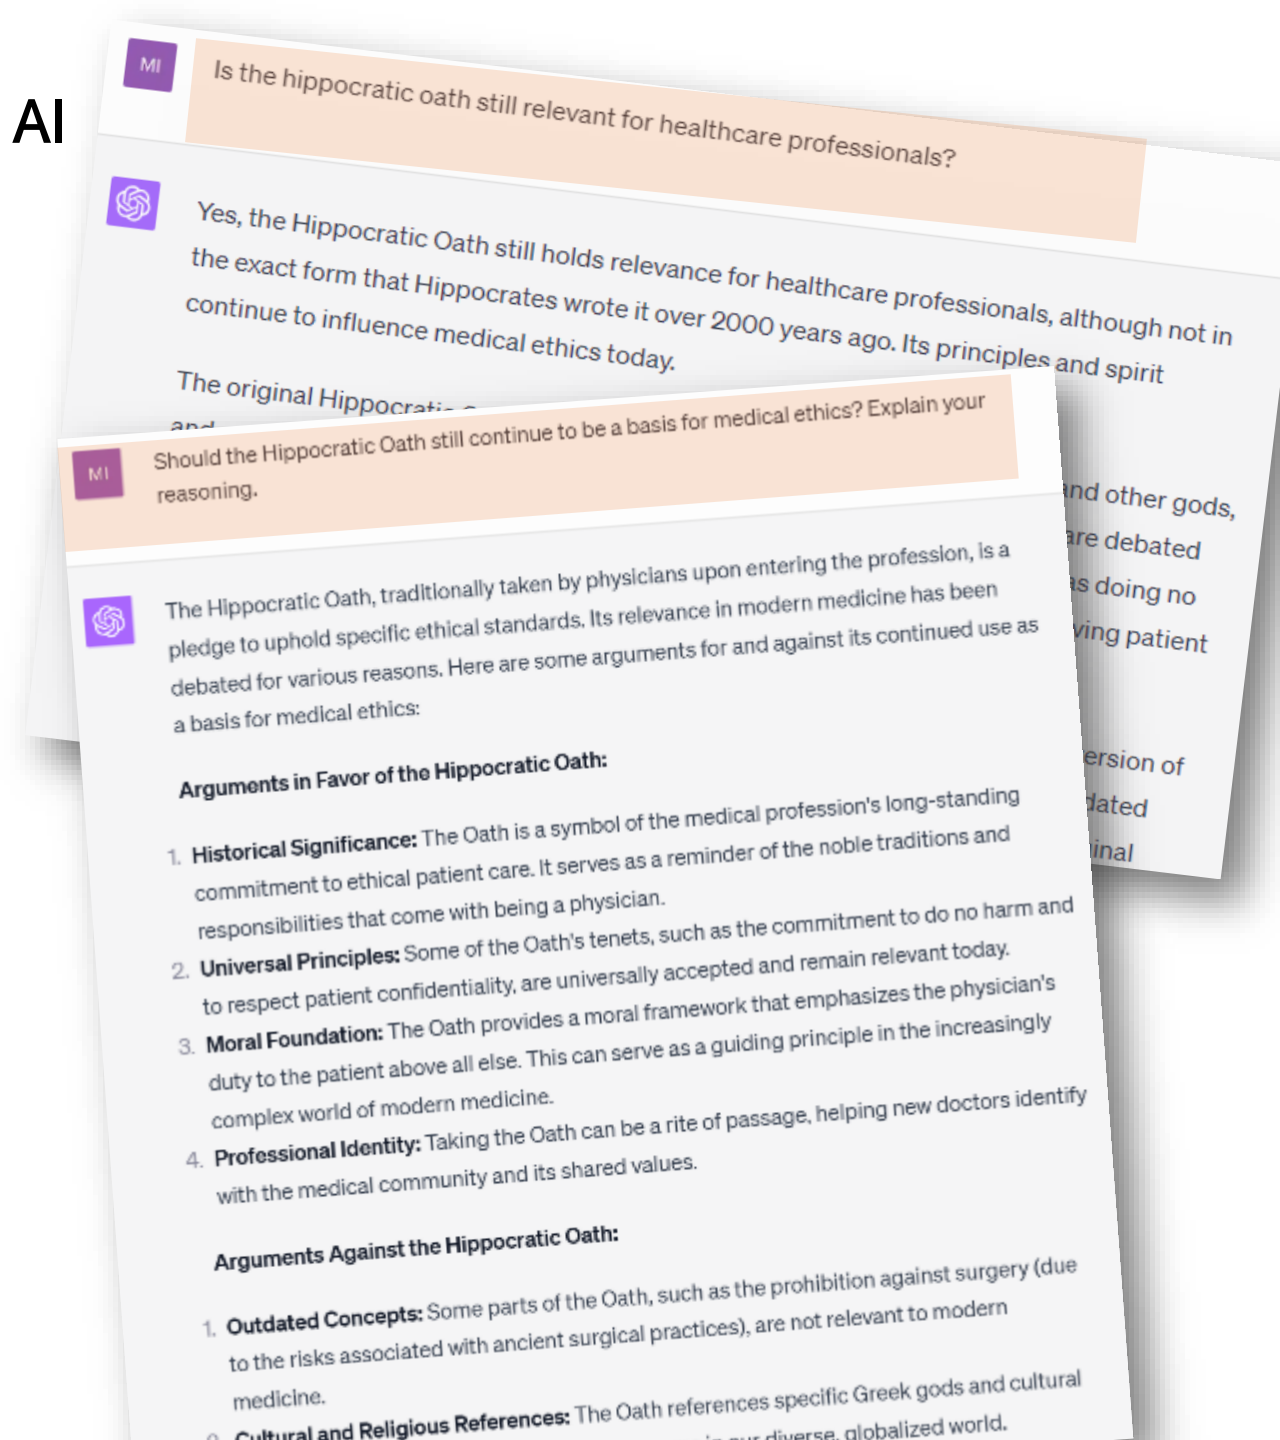 AI
MI
Is the hippocratic oath still relevant for healthcare professionals?
Yes, the Hippocratic Oath still holds relevance for healthcare professionals, although not in
the exact form that Hippocrates wrote it over 2000 years ago. Its principles and spirit
continue to influence medical ethics today.
The original Hippocratic
and
and other gods,
are debated
as doing no
ving patient
ersion of
dated
inal
MI
Should the Hippocratic Oath still continue to be a basis for medical ethics? Explain your
reasoning.
The Hippocratic Oath, traditionally taken by physicians upon entering the profession, is a
pledge to uphold specific ethical standards. Its relevance in modern medicine has been
debated for various reasons. Here are some arguments for and against its continued use as
a basis for medical ethics:
Arguments in Favor of the Hippocratic Oath:
1. Historical Significance: The Oath is a symbol of the medical profession's long-standing
commitment to ethical patient care. It serves as a reminder of the noble traditions and
responsibilities that come with being a physician.
2. Universal Principles: Some of the Oath's tenets, such as the commitment to do no harm and
to respect patient confidentiality, are universally accepted and remain relevant today.
3. Moral Foundation: The Oath provides a moral framework that emphasizes the physician's
duty to the patient above all else. This can serve as a guiding principle in the increasingly
complex world of modern medicine.
4. Professional Identity: Taking the Oath can be a rite of passage, helping new doctors identify
with the medical community and its shared values.
Arguments Against the Hippocratic Oath:
1. Outdated Concepts: Some parts of the Oath, such as the prohibition against surgery (due
to the risks associated with ancient surgical practices), are not relevant to modern
medicine.
Cultural and Religious References: The Oath references specific Greek gods and cultural
in our diverse, globalized world.